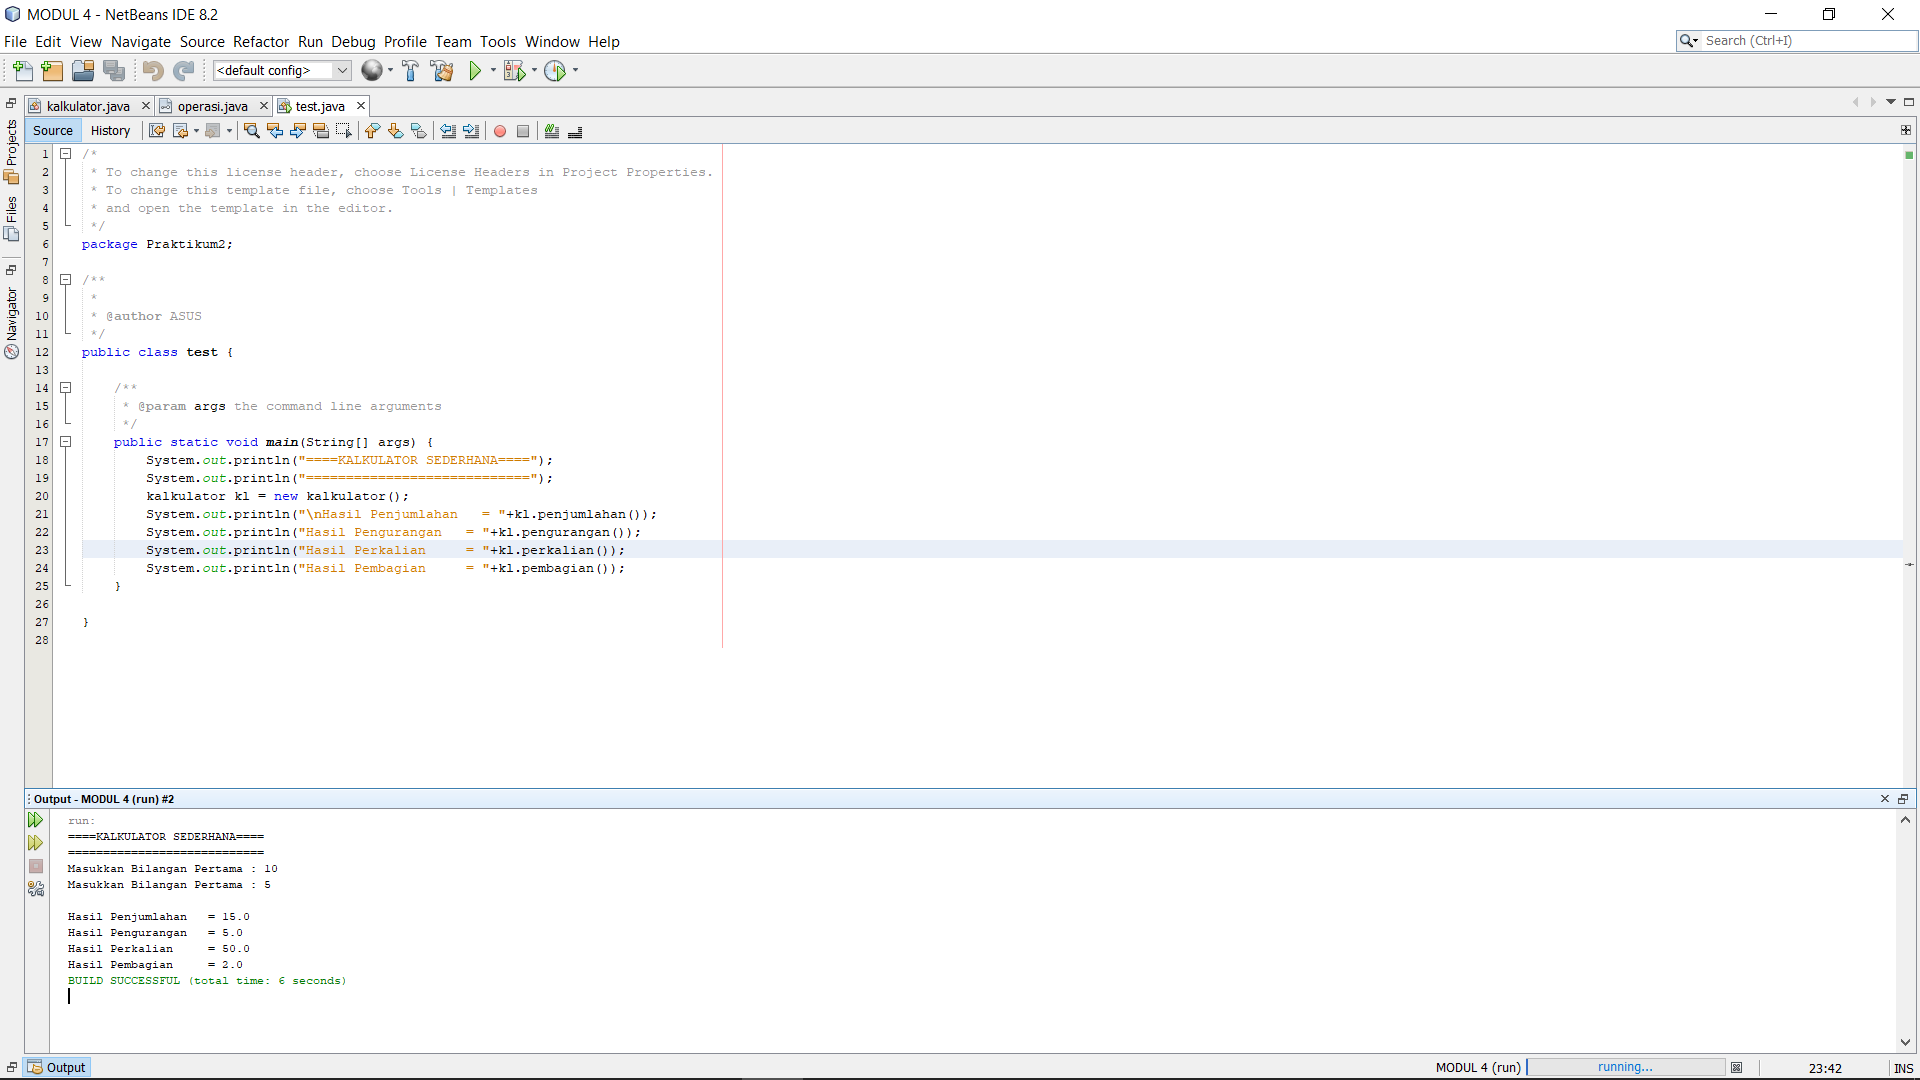 MODUL 4 - NetBeans IDE 8.2
File Edit View Navigate Source Refactor Run Debug Profile Team Tools Window Help
Search (Ctrl+I)
<default config>
kalkulator.java operasi.java test.java
Source History
Projects
Files
Navigator
1 /*
2 * To change this license header, choose License Headers in Project Properties.
3 * To change this template file, choose Tools | Templates
4 * and open the template in the editor.
5 */
6 package Praktikum2;
7
8 /**
9 *
10 * @author ASUS
11 */
12 public class test {
13
14 /**
15 * @param args the command line arguments
16 */
17 public static void main(String[] args) {
18 System.out.println("====KALKULATOR SEDERHANA====");
19 System.out.println("============================");
20 kalkulator kl = new kalkulator();
21 System.out.println("\nHasil Penjumlahan   = "+kl.penjumlahan());
22 System.out.println("Hasil Pengurangan   = "+kl.pengurangan());
23 System.out.println("Hasil Perkalian     = "+kl.perkalian());
24 System.out.println("Hasil Pembagian     = "+kl.pembagian());
25 }
26
27 }
28
Output - MODUL 4 (run) #2
run:
====KALKULATOR SEDERHANA====
============================
Masukkan Bilangan Pertama : 10
Masukkan Bilangan Pertama : 5
Hasil Penjumlahan   = 15.0
Hasil Pengurangan   = 5.0
Hasil Perkalian     = 50.0
Hasil Pembagian     = 2.0
BUILD SUCCESSFUL (total time: 6 seconds)
Output
MODUL 4 (run) running... 23:42 INS